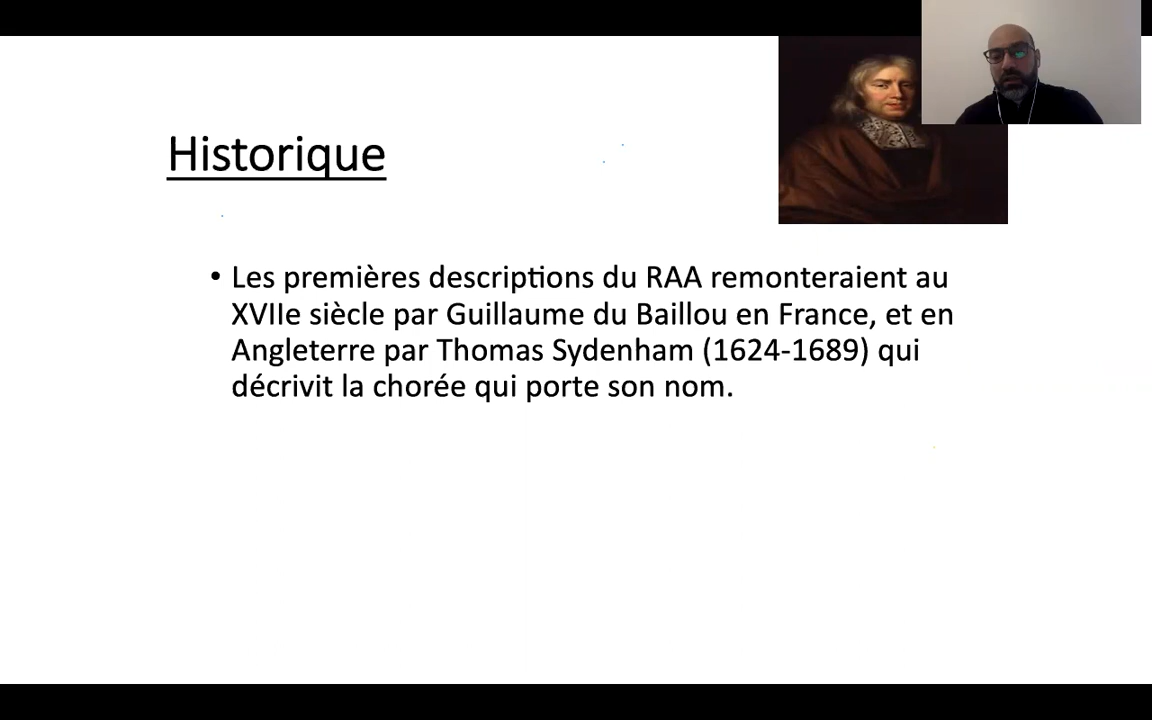 Historique
• Les premières descriptions du RAA remonteraient au
XVIIe siècle par Guillaume du Baillou en France, et en
Angleterre par Thomas Sydenham (1624-1689) qui
décrivit la chorée qui porte son nom.